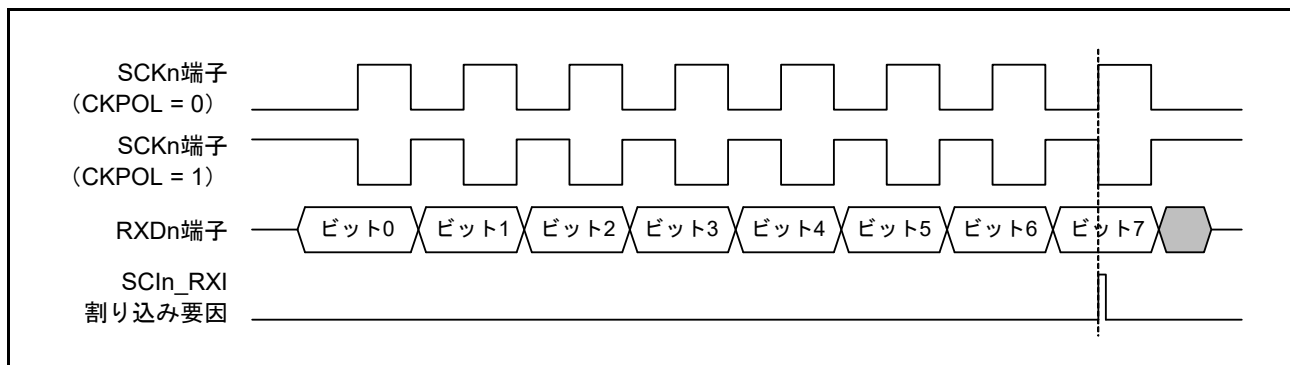 SCKn端子
（CKPOL = 0）
SCKn端子
（CKPOL = 1）
RXDn端子
ビット0 ビット1 ビット2 ビット3 ビット4 ビット5 ビット6 ビット7
SCIn_RXI
割り込み要因